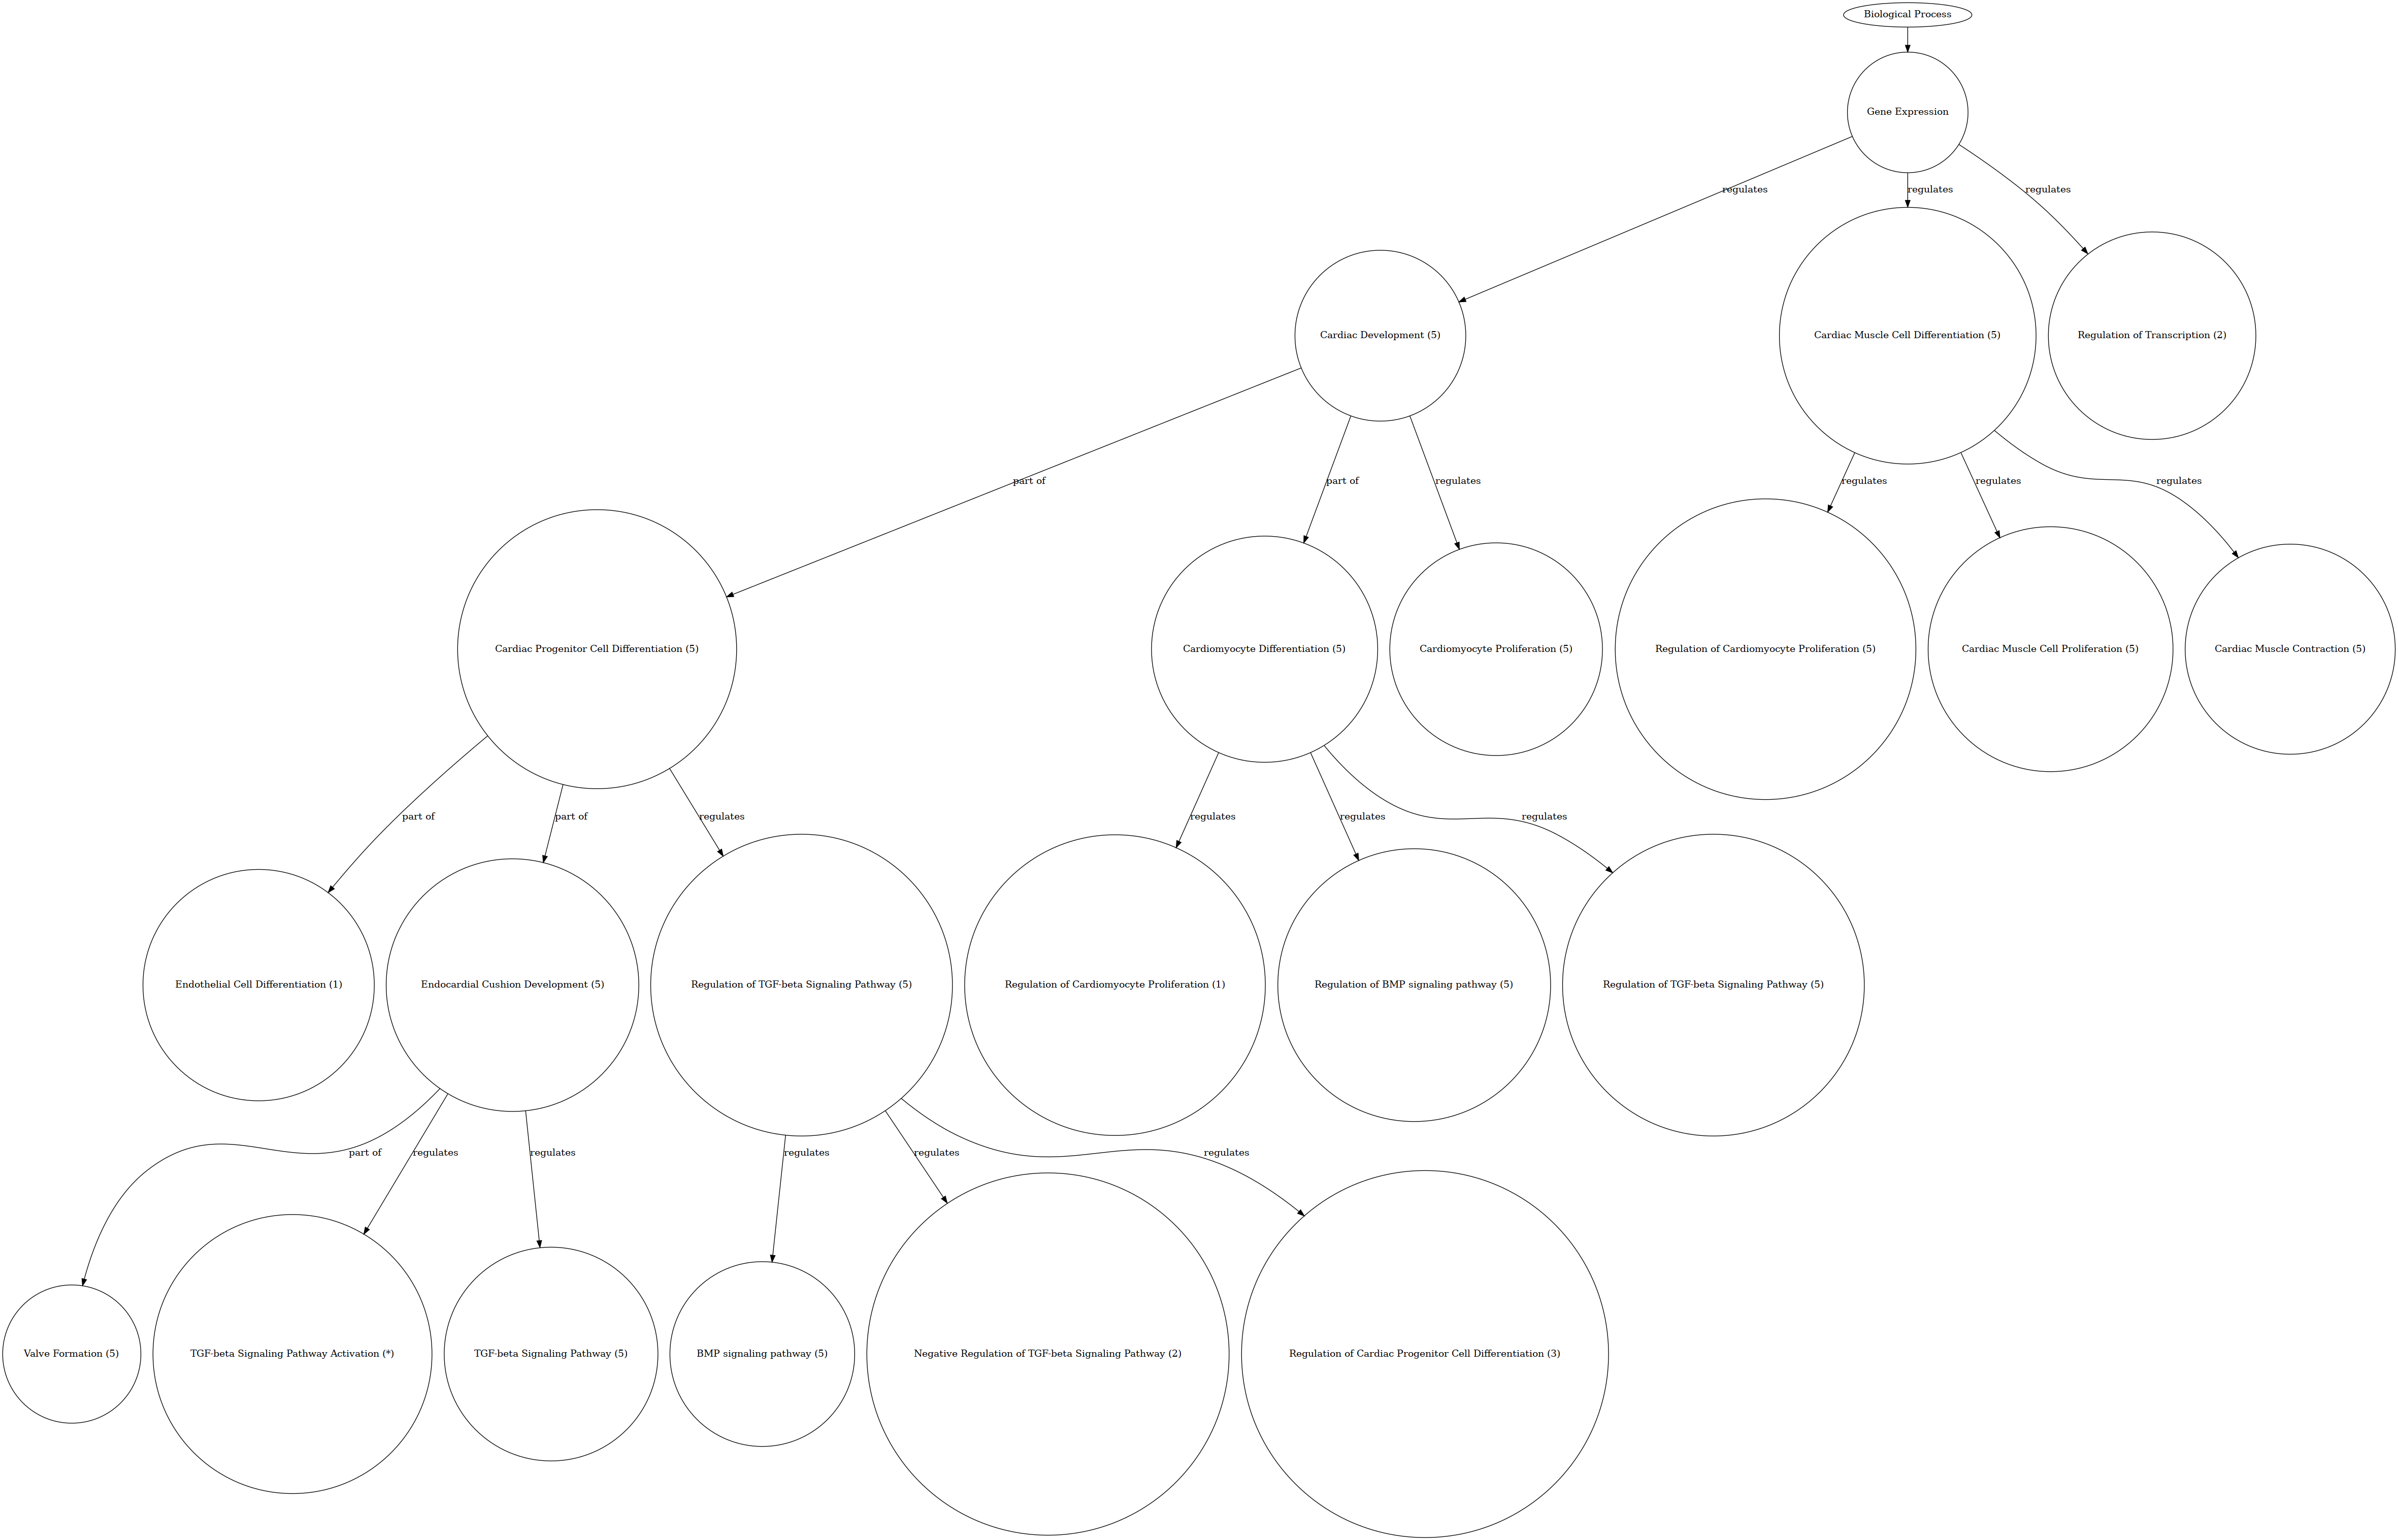 Biological Process
Gene Expression
regulates
regulates
regulates
Cardiac Development (5)
Cardiac Muscle Cell Differentiation (5)
Regulation of Transcription (2)
part of
part of
regulates
regulates
regulates
regulates
Cardiac Progenitor Cell Differentiation (5)
Cardiomyocyte Differentiation (5)
Cardiomyocyte Proliferation (5)
Regulation of Cardiomyocyte Proliferation (5)
Cardiac Muscle Cell Proliferation (5)
Cardiac Muscle Contraction (5)
part of
part of
regulates
regulates
regulates
regulates
Endothelial Cell Differentiation (1)
Endocardial Cushion Development (5)
Regulation of TGF-beta Signaling Pathway (5)
Regulation of Cardiomyocyte Proliferation (1)
Regulation of BMP signaling pathway (5)
Regulation of TGF-beta Signaling Pathway (5)
part of
regulates
regulates
regulates
regulates
regulates
Valve Formation (5)
TGF-beta Signaling Pathway Activation (*)
TGF-beta Signaling Pathway (5)
BMP signaling pathway (5)
Negative Regulation of TGF-beta Signaling Pathway (2)
Regulation of Cardiac Progenitor Cell Differentiation (3)